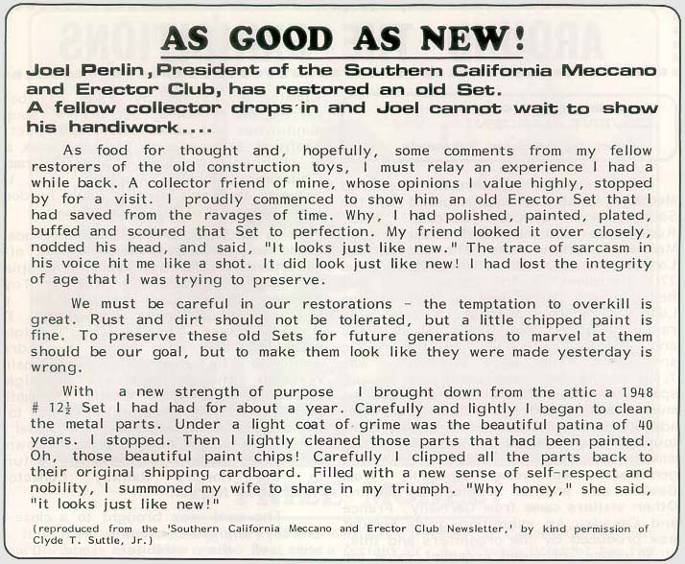 AS GOOD AS NEW!
Joel Perlin, President of the Southern California Meccano
and Erector Club, has restored an old Set.
A fellow collector drops in and Joel cannot wait to show
his handiwork....
As food for thought and, hopefully, some comments from my fellow
restorers of the old construction toys, I must relay an experience I had a
while back. A collector friend of mine, whose opinions I value highly, stopped
by for a visit. I proudly commenced to show him an old Erector Set that I
had saved from the ravages of time. Why, I had polished, painted, plated,
buffed and scoured that Set to perfection. My friend looked it over closely,
nodded his head, and said, "It looks just like new." The trace of sarcasm in
his voice hit me like a shot. It did look just like new! I had lost the integrity
of age that I was trying to preserve.
We must be careful in our restorations - the temptation to overkill is
great. Rust and dirt should not be tolerated, but a little chipped paint is
fine. To preserve these old Sets for future generations to marvel at them
should be our goal, but to make them look like they were made yesterday is
wrong.
With a new strength of purpose I brought down from the attic a 1948
# 12½ Set I had had for about a year. Carefully and lightly I began to clean
the metal parts. Under a light coat of grime was the beautiful patina of 40
years. I stopped. Then I lightly cleaned those parts that had been painted.
Oh, those beautiful paint chips! Carefully I clipped all the parts back to
their original shipping cardboard. Filled with a new sense of self-respect and
nobility, I summoned my wife to share in my triumph. "Why honey," she said,
"it looks just like new!"
(reproduced from the 'Southern California Meccano and Erector Club Newsletter,' by kind permission of
Clyde T. Suttle, Jr.)